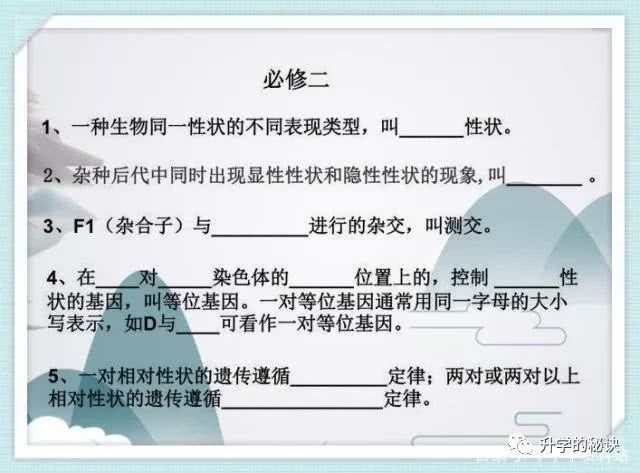 必修二
1、一种生物同一性状的不同表现类型，叫______性状。
2、杂种后代中同时出现显性性状和隐性性状的现象,叫_______ 。
3、F1（杂合子）与_________进行的杂交，叫测交。
4、在____对_____染色体的______位置上的，控制 ______性
状的基因，叫等位基因。一对等位基因通常用同一字母的大小
写表示，如D与____可看作一对等位基因。
5、一对相对性状的遗传遵循_________定律；两对或两对以上
相对性状的遗传遵循_______________定律。
升学的秘诀